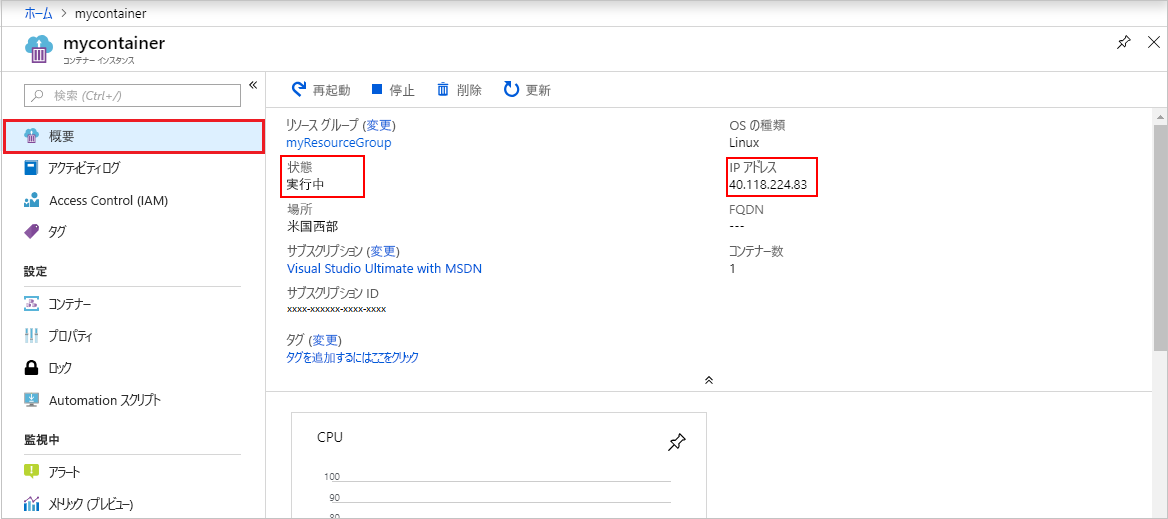 ホーム > mycontainer
mycontainer
コンテナー インスタンス
検索 (Ctrl+/)
«
概要
アクティビティログ
Access Control (IAM)
タグ
設定
コンテナー
プロパティ
ロック
Automation スクリプト
監視中
アラート
メトリック (プレビュー)
再起動 停止 削除 更新
リソース グループ (変更)
myResourceGroup
状態
実行中
場所
米国西部
サブスクリプション (変更)
Visual Studio Ultimate with MSDN
サブスクリプション ID
xxxx-xxxxxx-xxxx-xxxx
タグ (変更)
タグを追加するにはここをクリック
OS の種類
Linux
IP アドレス
40.118.224.83
FQDN
---
コンテナー数
1
CPU
100
90
80